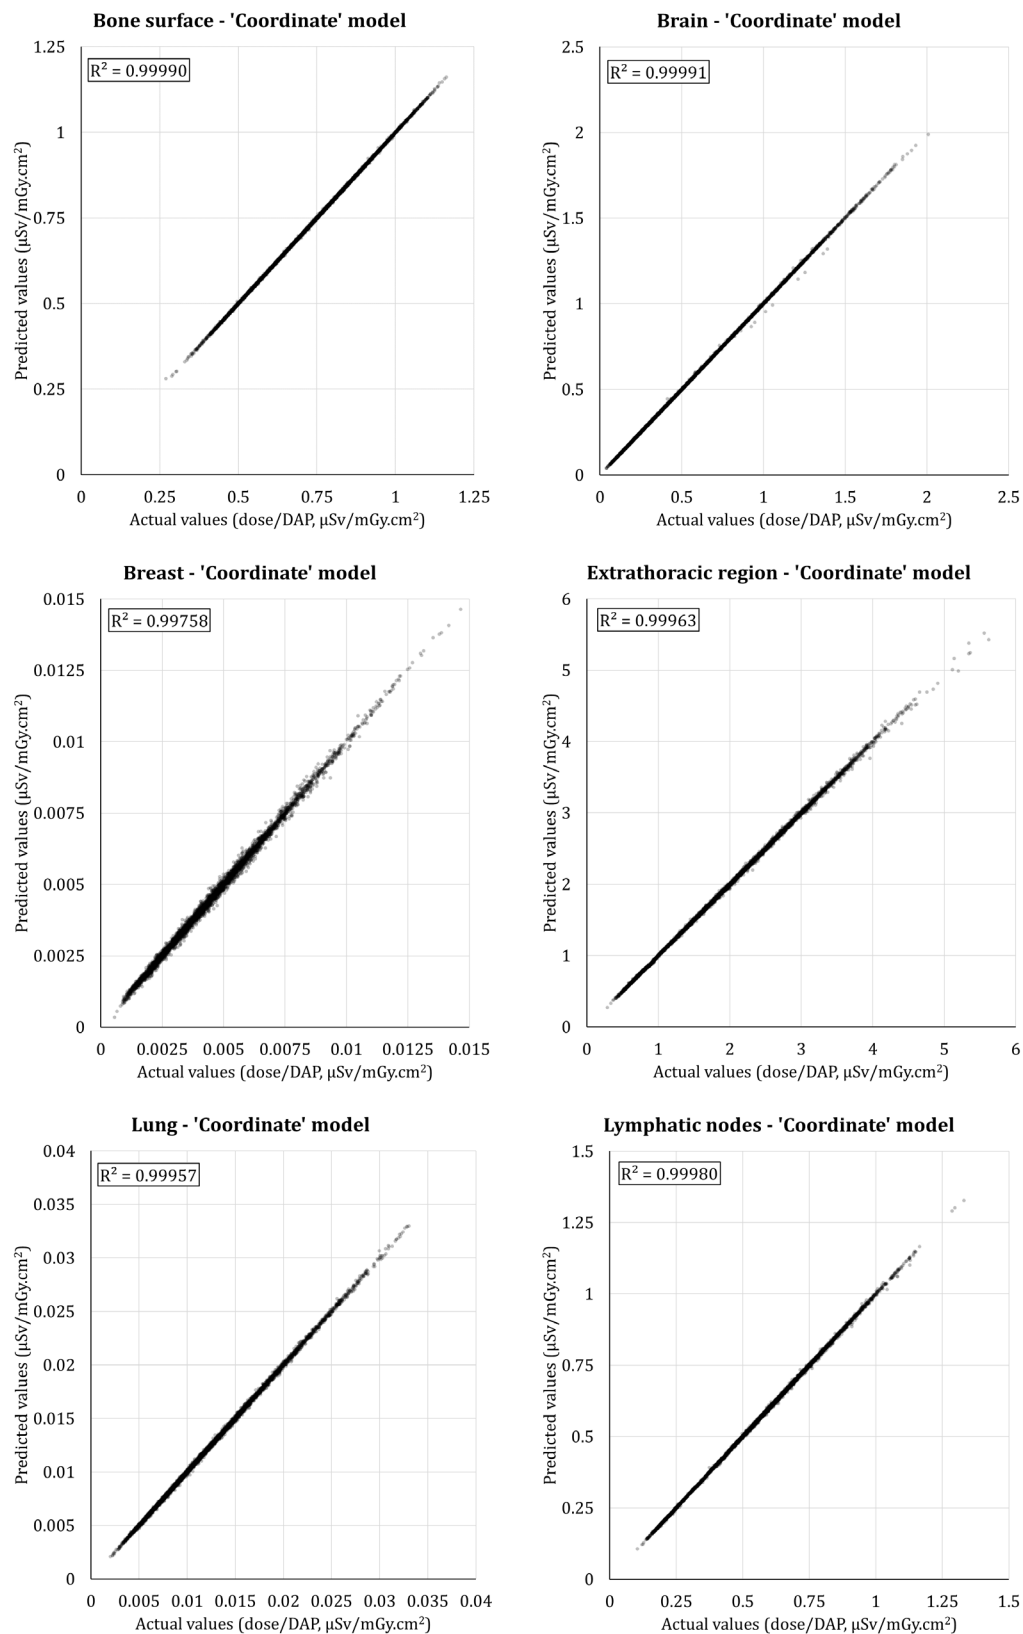 Bone surface - 'Coordinate' model
R² = 0.99990
Predicted values (μSv/mGy.cm²)
1.25
1
0.75
0.5
0.25
0
0 0.25 0.5 0.75 1 1.25
Actual values (dose/DAP, μSv/mGy.cm²)
Brain - 'Coordinate' model
R² = 0.99991
Predicted values (μSv/mGy.cm²)
2.5
2
1.5
1
0.5
0
0 0.5 1 1.5 2 2.5
Actual values (dose/DAP, μSv/mGy.cm²)
Breast - 'Coordinate' model
R² = 0.99758
Predicted values (μSv/mGy.cm²)
0.015
0.0125
0.01
0.0075
0.005
0.0025
0
0 0.0025 0.005 0.0075 0.01 0.0125 0.015
Actual values (dose/DAP, μSv/mGy.cm²)
Extrathoracic region - 'Coordinate' model
R² = 0.99963
Predicted values (μSv/mGy.cm²)
6
5
4
3
2
1
0
0 1 2 3 4 5 6
Actual values (dose/DAP, μSv/mGy.cm²)
Lung - 'Coordinate' model
R² = 0.99957
Predicted values (μSv/mGy.cm²)
0.04
0.035
0.03
0.025
0.02
0.015
0.01
0.005
0
0 0.005 0.01 0.015 0.02 0.025 0.03 0.035 0.04
Actual values (dose/DAP, μSv/mGy.cm²)
Lymphatic nodes - 'Coordinate' model
R² = 0.99980
Predicted values (μSv/mGy.cm²)
1.5
1.25
1
0.75
0.5
0.25
0
0 0.25 0.5 0.75 1 1.25 1.5
Actual values (dose/DAP, μSv/mGy.cm²)